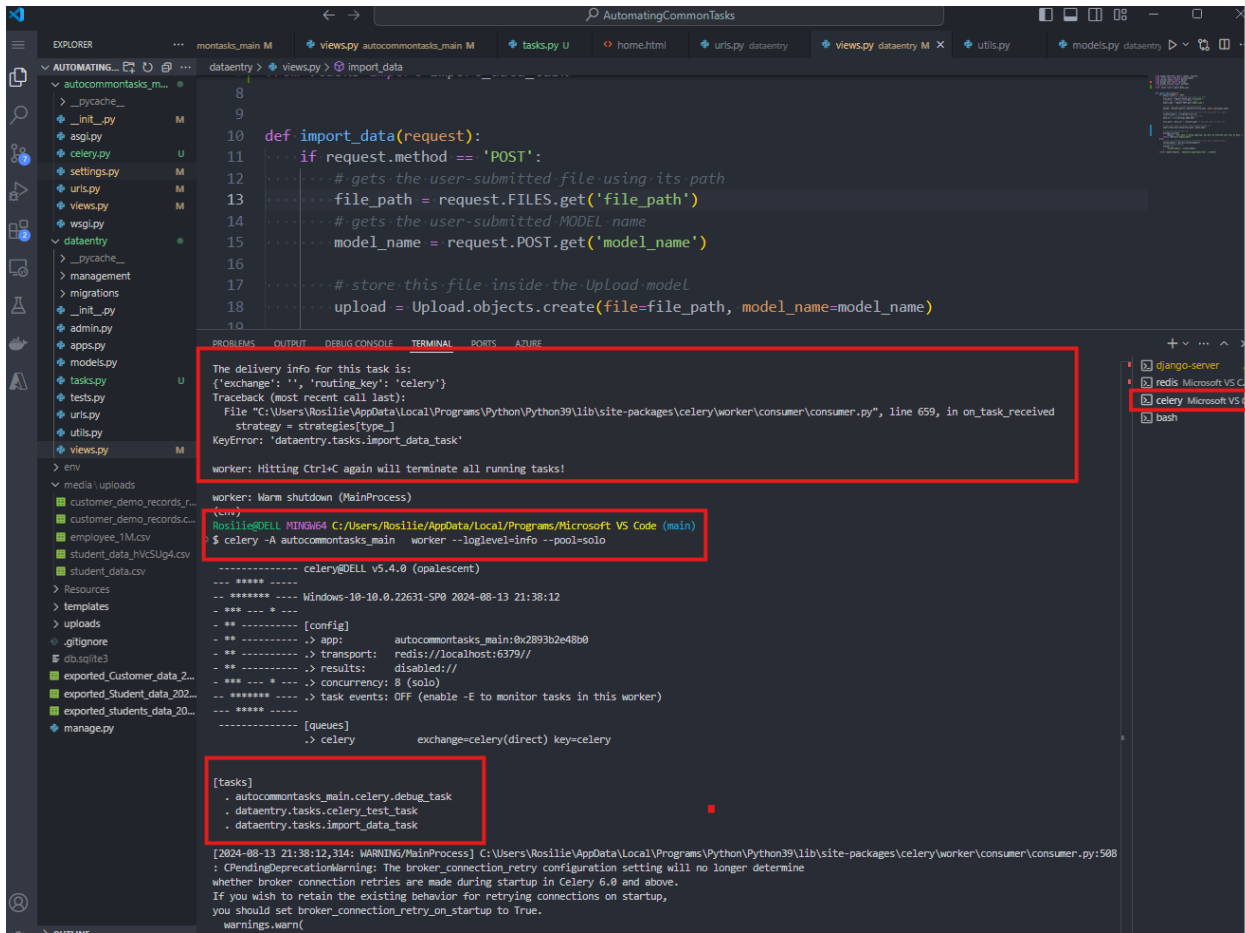 AutomatingCommonTasks
EXPLORER
montasks_main M
views.py autocommontasks_main M
tasks.py U
home.html
urls.py dataentry
views.py dataentry M
utils.py
models.py dataentry
AUTOMATING...
dataentry > views.py > import_data
autocommontasks_m...
__pycache__
__init__.py M
asgi.py
celery.py U
settings.py M
urls.py M
views.py M
wsgi.py
dataentry
__pycache__
management
migrations
__init__.py
admin.py
apps.py
models.py
tasks.py U
tests.py
urls.py
utils.py
views.py M
env
media \ uploads
customer_demo_records_r...
customer_demo_records.c...
employee_1M.csv
student_data_hVcSUg4.csv
student_data.csv
Resources
templates
uploads
.gitignore
db.sqlite3
exported_Customer_data_2...
exported_Student_data_202...
exported_students_data_20...
manage.py
7
2
8
9
10 def import_data(request):
11 if request.method == 'POST':
12 # gets the user-submitted file using its path
13 file_path = request.FILES.get('file_path')
14 # gets the user-submitted MODEL name
15 model_name = request.POST.get('model_name')
16
17 # store this file inside the Upload model
18 upload = Upload.objects.create(file=file_path, model_name=model_name)
19
PROBLEMS OUTPUT DEBUG CONSOLE TERMINAL PORTS AZURE
django-server
redis Microsoft VS C...
celery Microsoft VS C
bash
The delivery info for this task is:
{'exchange': '', 'routing_key': 'celery'}
Traceback (most recent call last):
File "C:\Users\Rosilie\AppData\Local\Programs\Python\Python39\lib\site-packages\celery\worker\consumer\consumer.py", line 659, in on_task_received
strategy = strategies[type_]
KeyError: 'dataentry.tasks.import_data_task'
worker: Hitting Ctrl+C again will terminate all running tasks!
worker: Warm shutdown (MainProcess)
(env)
Rosilie@DELL MINGW64 C:/Users/Rosilie/AppData/Local/Programs/Microsoft VS Code (main)
$ celery -A autocommontasks_main worker --loglevel=info --pool=solo
-------------- celery@DELL v5.4.0 (opalescent)
--- ***** -----
-- ******* ---- Windows-10-10.0.22631-SP0 2024-08-13 21:38:12
- *** --- * ---
- ** ---------- [config]
- ** ---------- .> app: autocommontasks_main:0x2893b2e48b0
- ** ---------- .> transport: redis://localhost:6379//
- ** ---------- .> results: disabled://
- *** --- * --- .> concurrency: 8 (solo)
-- ******* ---- .> task events: OFF (enable -E to monitor tasks in this worker)
--- ***** -----
-------------- [queues]
.> celery exchange=celery(direct) key=celery
[tasks]
. autocommontasks_main.celery.debug_task
. dataentry.tasks.celery_test_task
. dataentry.tasks.import_data_task
[2024-08-13 21:38:12,314: WARNING/MainProcess] C:\Users\Rosilie\AppData\Local\Programs\Python\Python39\lib\site-packages\celery\worker\consumer\consumer.py:508
: CPendingDeprecationWarning: The broker_connection_retry configuration setting will no longer determine
whether broker connection retries are made during startup in Celery 6.0 and above.
If you wish to retain the existing behavior for retrying connections on startup,
you should set broker_connection_retry_on_startup to True.
warnings.warn(